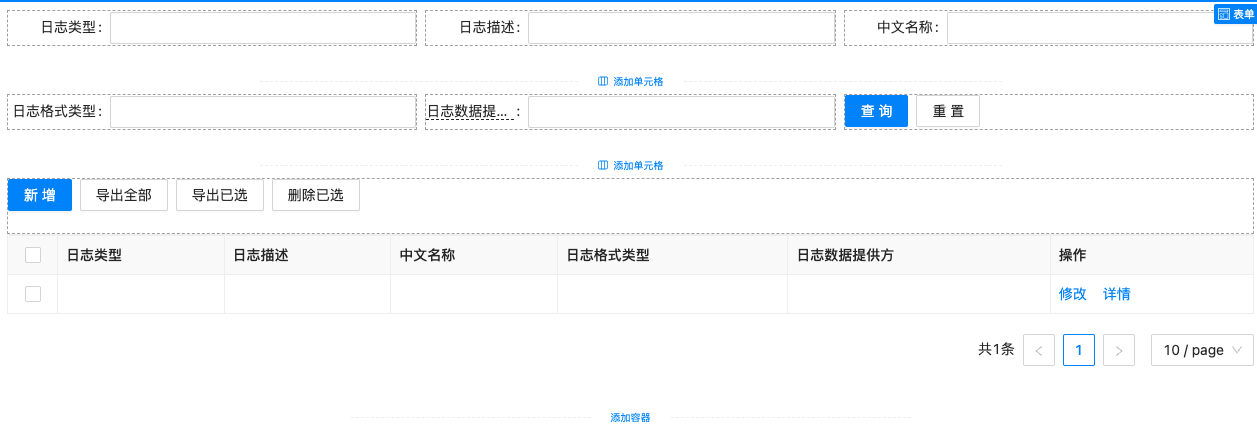 表单
日志类型: 日志描述: 中文名称:
添加单元格
日志格式类型: 日志数据提... : 查 询 重 置
添加单元格
新 增 导出全部 导出已选 删除已选
日志类型 日志描述 中文名称 日志格式类型 日志数据提供方 操作
修改 详情
共1条 < 1 > 10 / page
添加容器